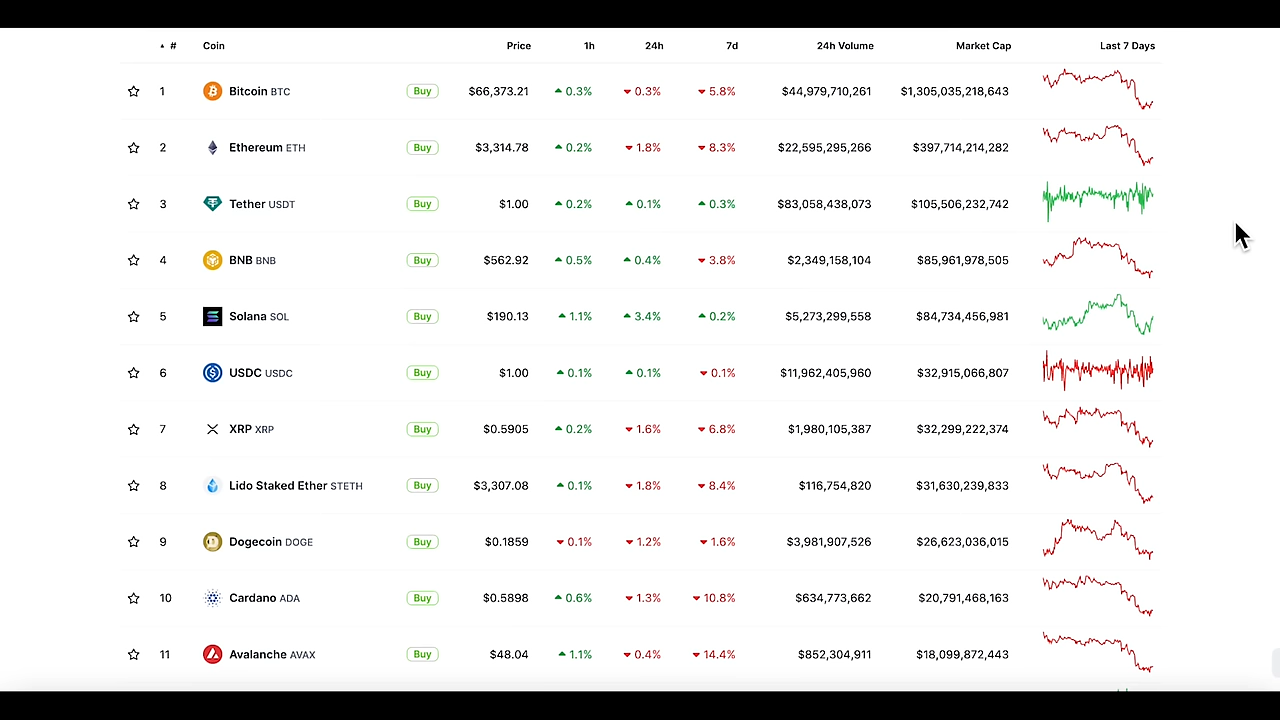 # Coin Price 1h 24h 7d 24h Volume Market Cap Last 7 Days
1 Bitcoin BTC Buy $66,373.21 0.3% 0.3% 5.8% $44,979,710,261 $1,305,035,218,643
2 Ethereum ETH Buy $3,314.78 0.2% 1.8% 8.3% $22,595,295,266 $397,714,214,282
3 Tether USDT Buy $1.00 0.2% 0.1% 0.3% $83,058,438,073 $105,506,232,742
4 BNB BNB Buy $562.92 0.5% 0.4% 3.8% $2,349,158,104 $85,961,978,505
5 Solana SOL Buy $190.13 1.1% 3.4% 0.2% $5,273,299,558 $84,734,456,981
6 USDC USDC Buy $1.00 0.1% 0.1% 0.1% $11,962,405,960 $32,915,066,807
7 XRP XRP Buy $0.5905 0.2% 1.6% 6.8% $1,980,105,387 $32,299,222,374
8 Lido Staked Ether STETH Buy $3,307.08 0.1% 1.8% 8.4% $116,754,820 $31,630,239,833
9 Dogecoin DOGE Buy $0.1859 0.1% 1.2% 1.6% $3,981,907,526 $26,623,036,015
10 Cardano ADA Buy $0.5898 0.6% 1.3% 10.8% $634,773,662 $20,791,468,163
11 Avalanche AVAX Buy $48.04 1.1% 0.4% 14.4% $852,304,911 $18,099,872,443